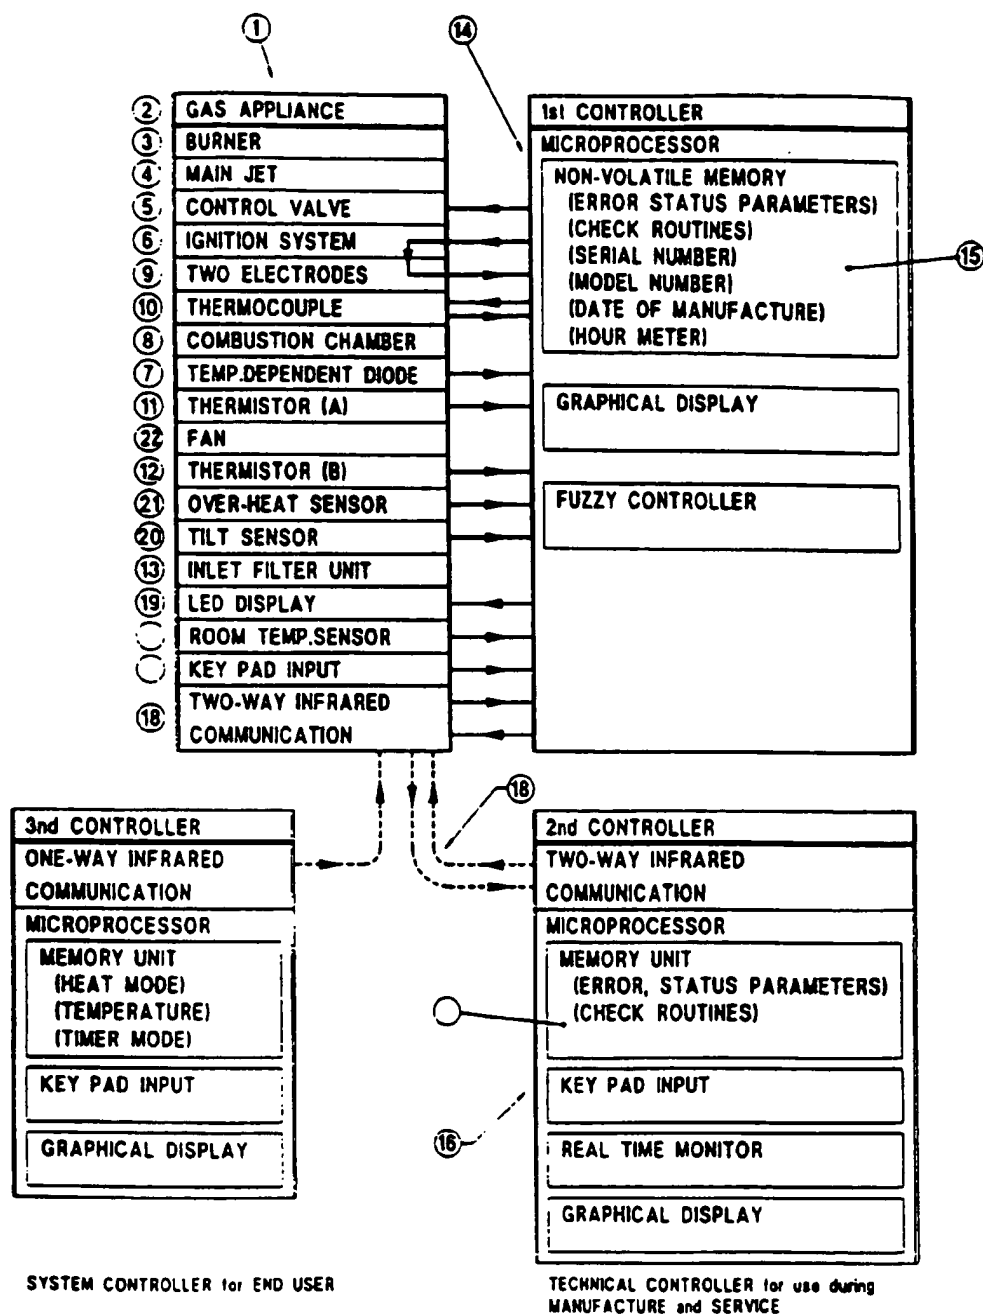 1
14
2 GAS APPLIANCE
3 BURNER
4 MAIN JET
5 CONTROL VALVE
6 IGNITION SYSTEM
9 TWO ELECTRODES
10 THERMOCOUPLE
8 COMBUSTION CHAMBER
7 TEMP.DEPENDENT DIODE
11 THERMISTOR (A)
22 FAN
12 THERMISTOR (B)
21 OVER-HEAT SENSOR
20 TILT SENSOR
13 INLET FILTER UNIT
19 LED DISPLAY
ROOM TEMP.SENSOR
KEY PAD INPUT
18 TWO-WAY INFRARED
COMMUNICATION
1st CONTROLLER
MICROPROCESSOR
NON-VOLATILE MEMORY
(ERROR STATUS PARAMETERS)
(CHECK ROUTINES)
(SERIAL NUMBER)
15
(MODEL NUMBER)
(DATE OF MANUFACTURE)
(HOUR METER)
GRAPHICAL DISPLAY
FUZZY CONTROLLER
18
3nd CONTROLLER
ONE-WAY INFRARED
COMMUNICATION
MICROPROCESSOR
MEMORY UNIT
(HEAT MODE)
(TEMPERATURE)
(TIMER MODE)
KEY PAD INPUT
GRAPHICAL DISPLAY
SYSTEM CONTROLLER for END USER
2nd CONTROLLER
TWO-WAY INFRARED
COMMUNICATION
MICROPROCESSOR
MEMORY UNIT
(ERROR, STATUS PARAMETERS)
(CHECK ROUTINES)
KEY PAD INPUT
16
REAL TIME MONITOR
GRAPHICAL DISPLAY
TECHNICAL CONTROLLER for use during
MANUFACTURE and SERVICE